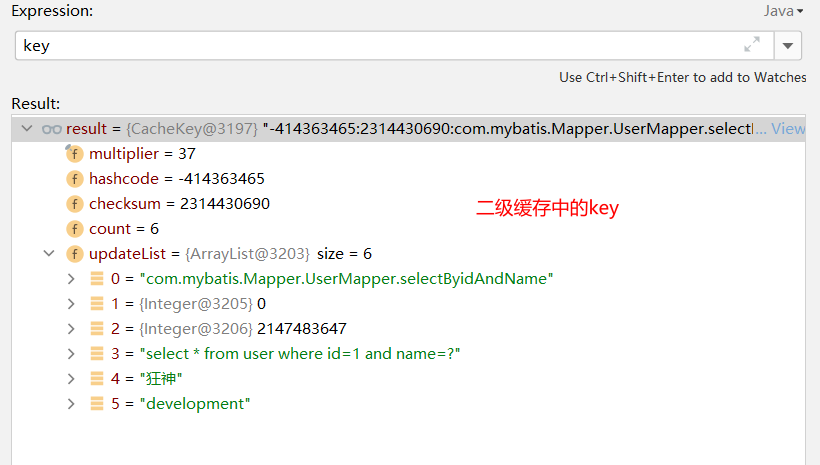 Expression:
Java
key
Use Ctrl+Shift+Enter to add to Watches
Result:
result = {CacheKey@3197} "-414363465:2314430690:com.mybatis.Mapper.UserMapper.selectI... View
multiplier = 37
hashcode = -414363465
checksum = 2314430690
二级缓存中的key
count = 6
updateList = {ArrayList@3203} size = 6
0 = "com.mybatis.Mapper.UserMapper.selectByidAndName"
1 = {Integer@3205} 0
2 = {Integer@3206} 2147483647
3 = "select * from user where id=1 and name=?"
4 = "狂神"
5 = "development"